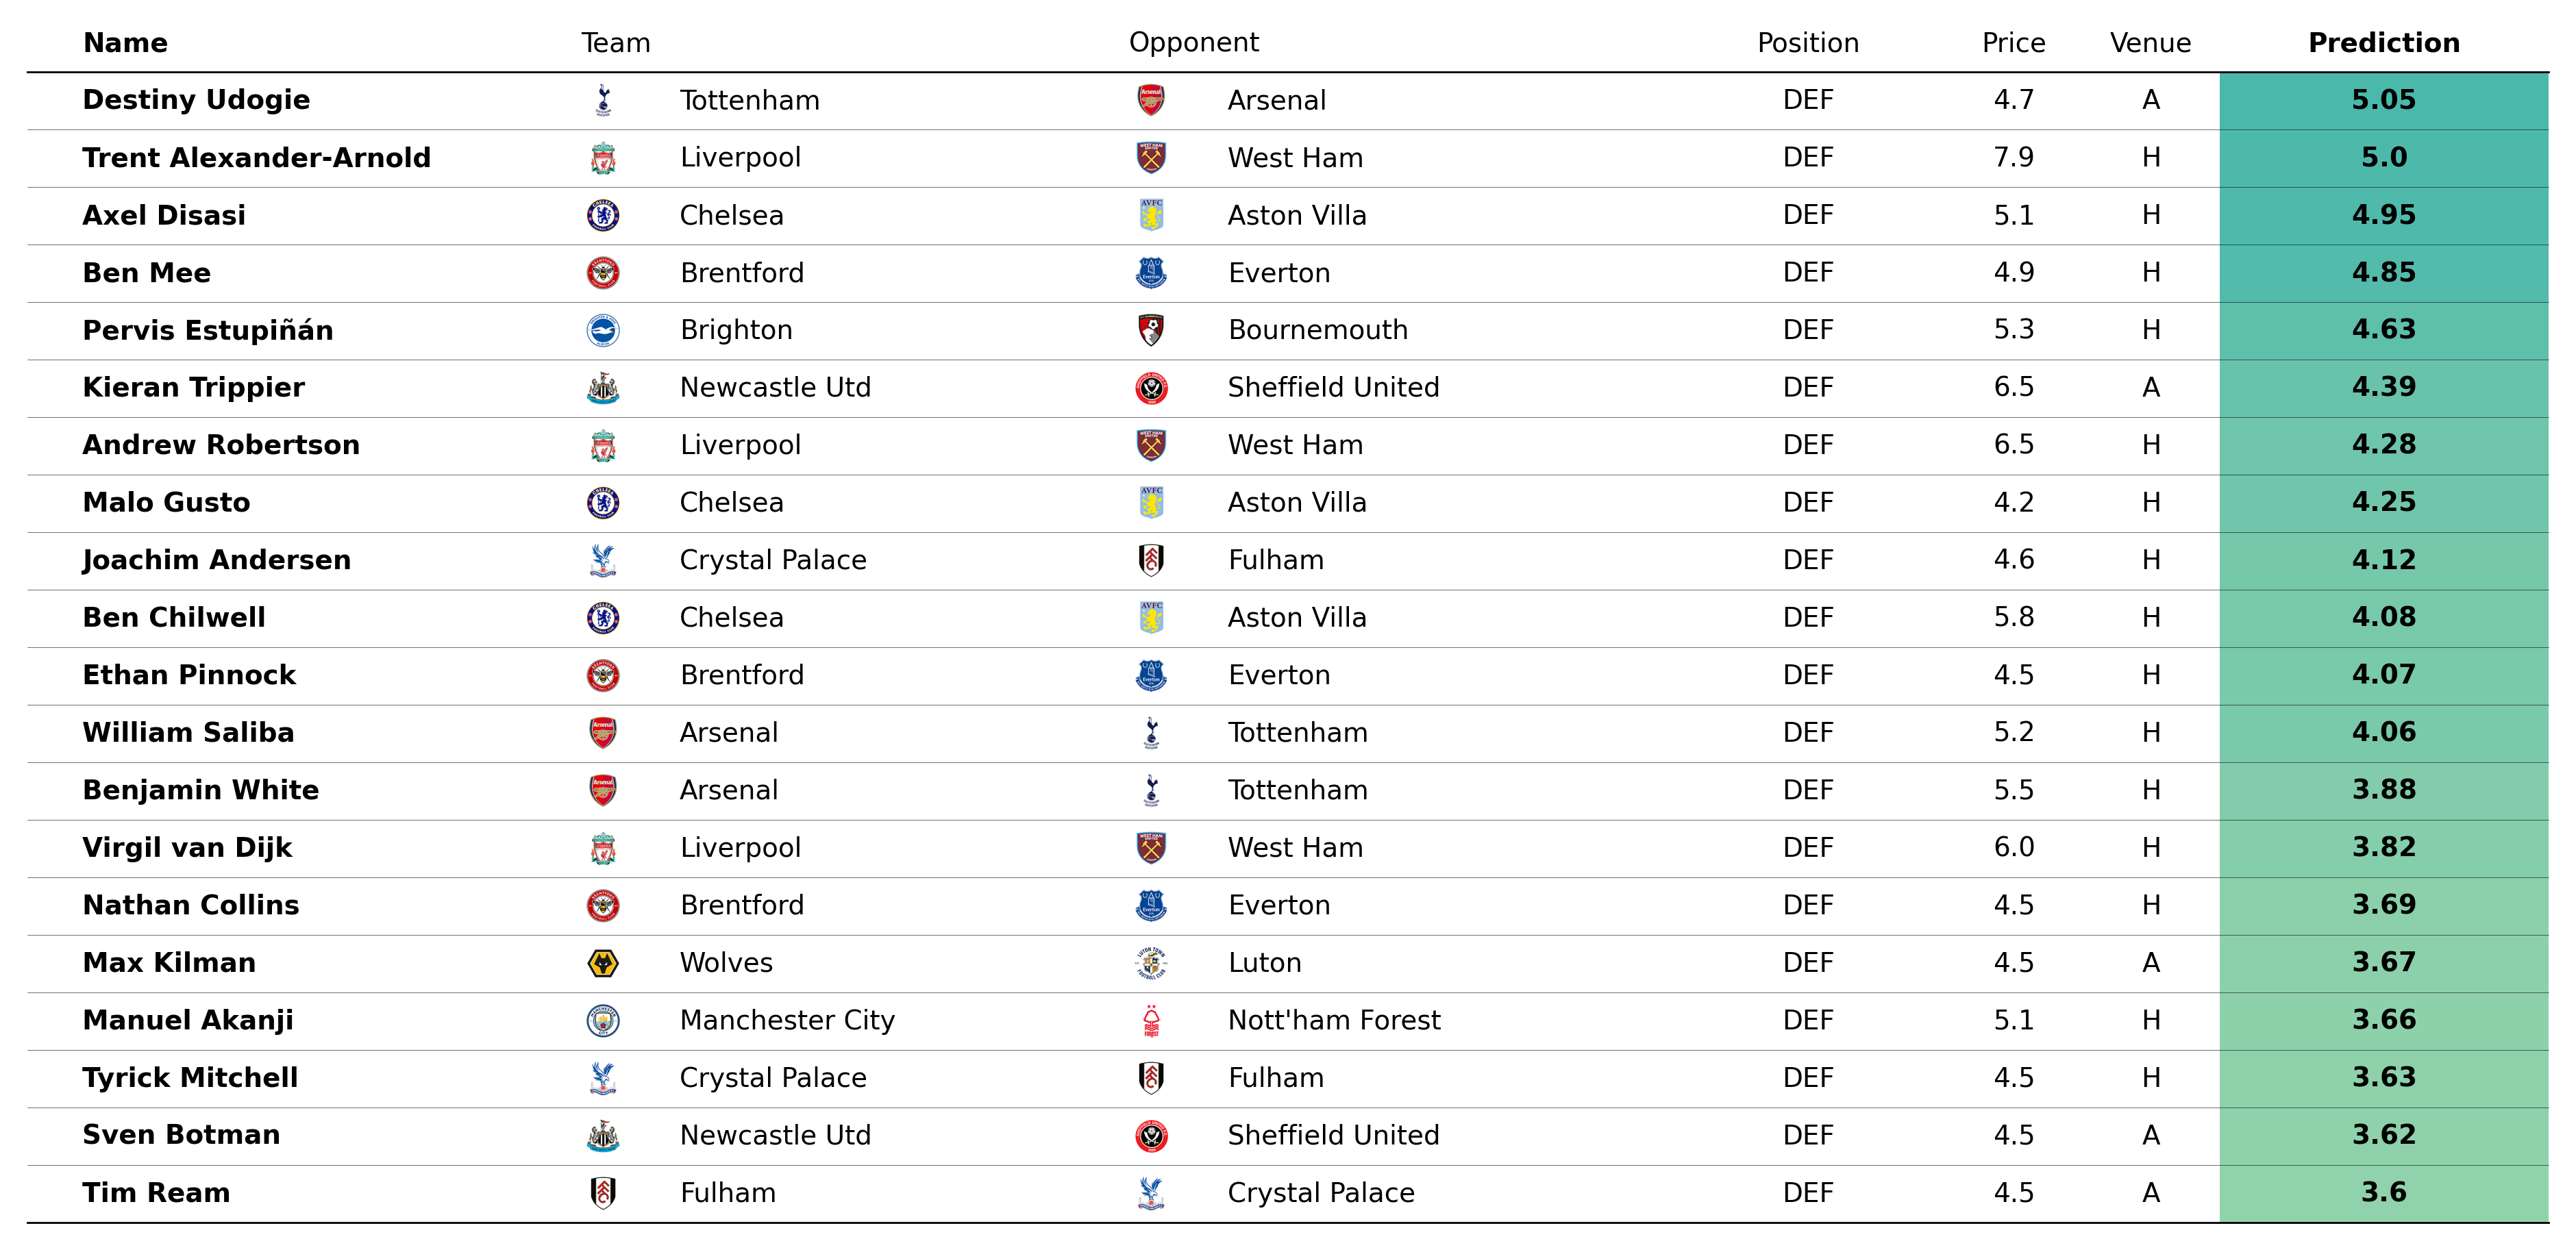 Name Team Opponent Position Price Venue Prediction
Destiny Udogie Tottenham Arsenal DEF 4.7 A 5.05
Trent Alexander-Arnold Liverpool West Ham DEF 7.9 H 5.0
Axel Disasi Chelsea Aston Villa DEF 5.1 H 4.95
Ben Mee Brentford Everton DEF 4.9 H 4.85
Pervis Estupiñán Brighton Bournemouth DEF 5.3 H 4.63
Kieran Trippier Newcastle Utd Sheffield United DEF 6.5 A 4.39
Andrew Robertson Liverpool West Ham DEF 6.5 H 4.28
Malo Gusto Chelsea Aston Villa DEF 4.2 H 4.25
Joachim Andersen Crystal Palace Fulham DEF 4.6 H 4.12
Ben Chilwell Chelsea Aston Villa DEF 5.8 H 4.08
Ethan Pinnock Brentford Everton DEF 4.5 H 4.07
William Saliba Arsenal Tottenham DEF 5.2 H 4.06
Benjamin White Arsenal Tottenham DEF 5.5 H 3.88
Virgil van Dijk Liverpool West Ham DEF 6.0 H 3.82
Nathan Collins Brentford Everton DEF 4.5 H 3.69
Max Kilman Wolves Luton DEF 4.5 A 3.67
Manuel Akanji Manchester City Nott'ham Forest DEF 5.1 H 3.66
Tyrick Mitchell Crystal Palace Fulham DEF 4.5 H 3.63
Sven Botman Newcastle Utd Sheffield United DEF 4.5 A 3.62
Tim Ream Fulham Crystal Palace DEF 4.5 A 3.6